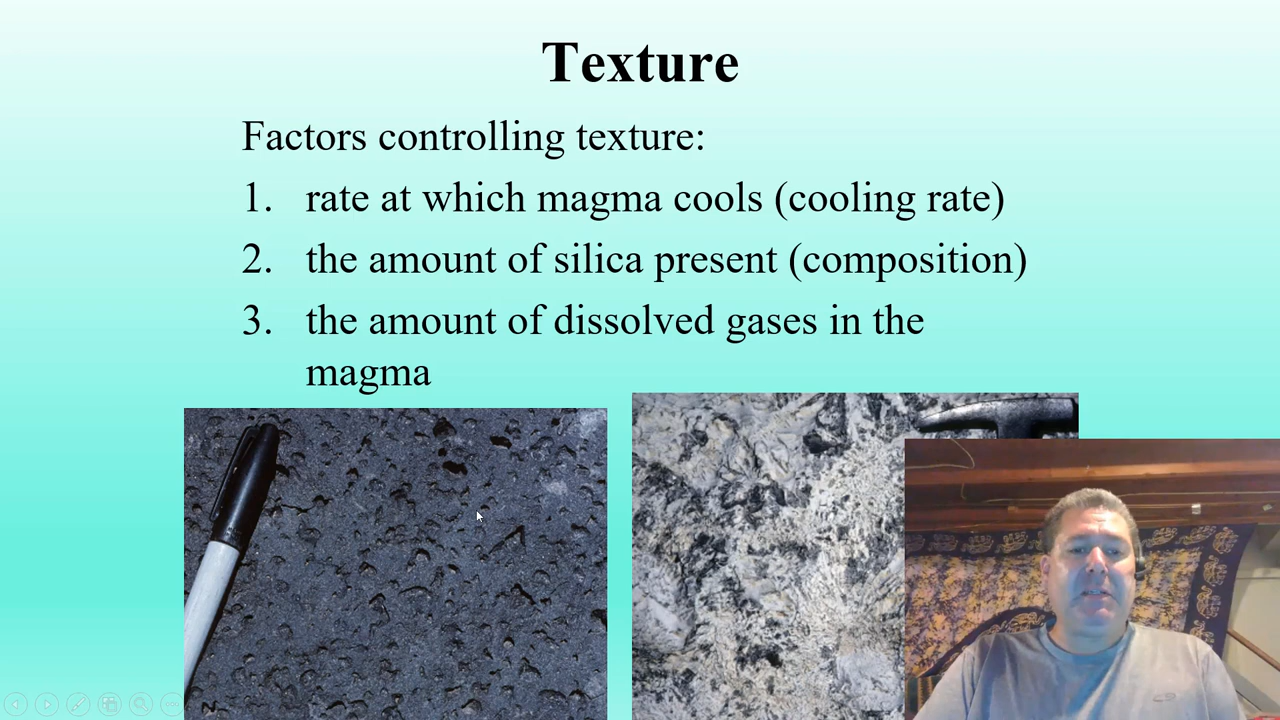 Texture
Factors controlling texture:
1. rate at which magma cools (cooling rate)
2. the amount of silica present (composition)
3. the amount of dissolved gases in the
magma